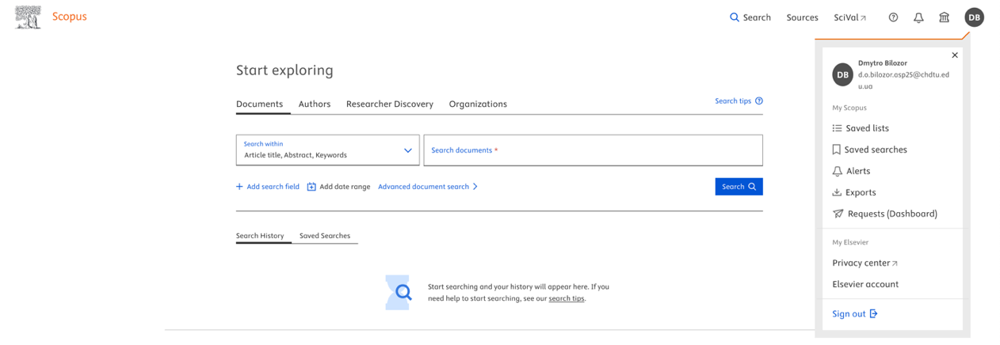 Scopus
Search
Sources
SciVal
DB
Start exploring
Documents
Authors
Researcher Discovery
Organizations
Search tips
Search within
Article title, Abstract, Keywords
Search documents *
Add search field
Add date range
Advanced document search
Search
Search History
Saved Searches
Start searching and your history will appear here. If you
need help to start searching, see our search tips.
DB
Dmytro Bilozor
d.o.bilozor.asp25@chdtu.ed
u.ua
My Scopus
Saved lists
Saved searches
Alerts
Exports
Requests (Dashboard)
My Elsevier
Privacy center
Elsevier account
Sign out